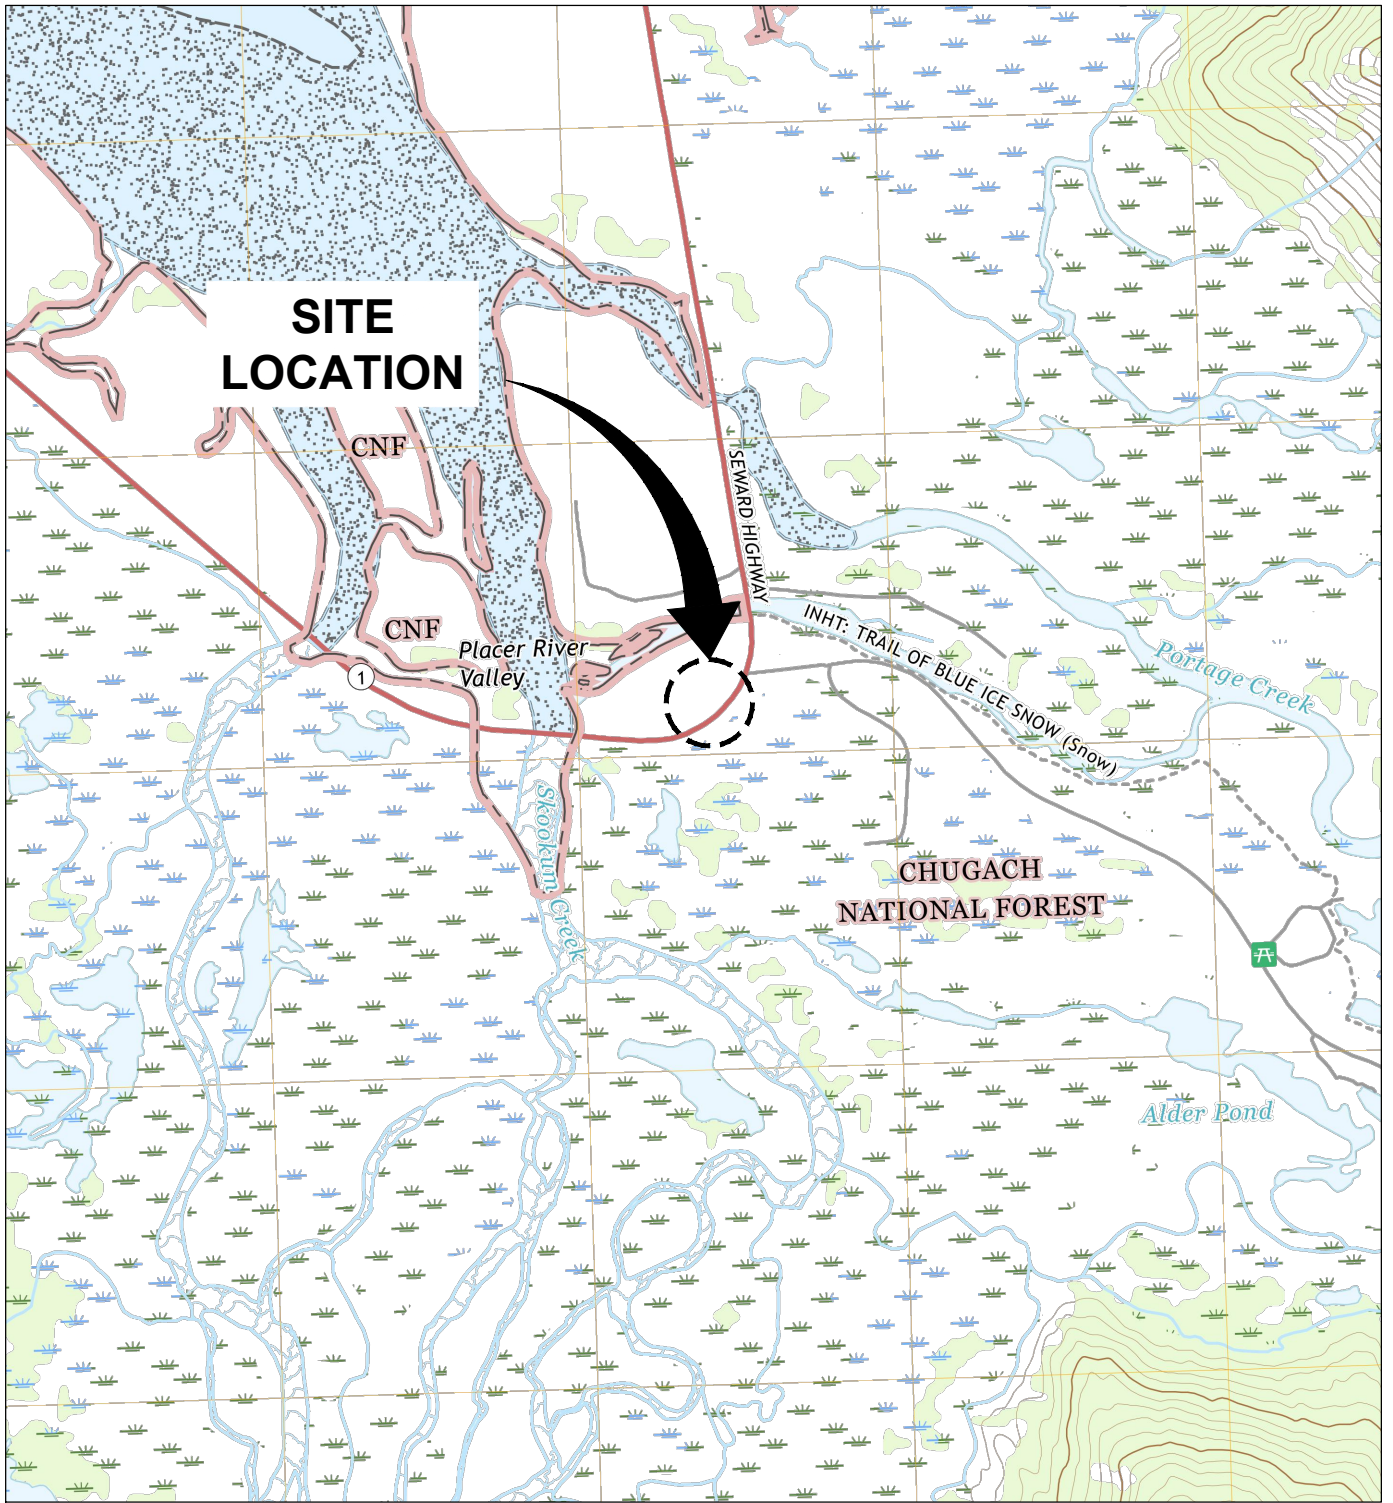 SITE
LOCATION
CNF
SEWARD HIGHWAY
CNF
Placer River
Valley
1
INHT: TRAIL OF BLUE ICE SNOW (Snow)
Portage Creek
Skookum Creek
CHUGACH
NATIONAL FOREST
Alder Pond